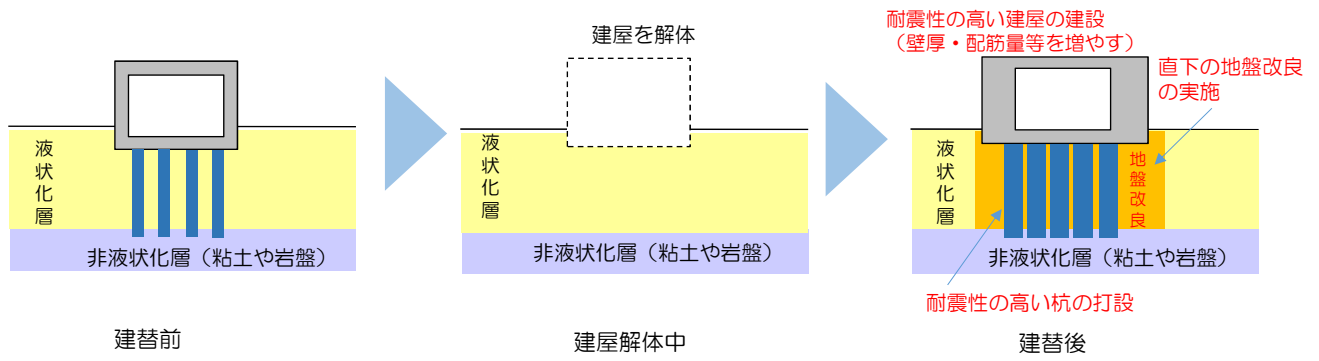 液状化層
非液状化層（粘土や岩盤）
建替前
建屋を解体
液状化層
非液状化層（粘土や岩盤）
建屋解体中
耐震性の高い建屋の建設
（壁厚・配筋量等を増やす）
直下の地盤改良
の実施
液状化層
地盤改良
非液状化層（粘土や岩盤）
耐震性の高い杭の打設
建替後